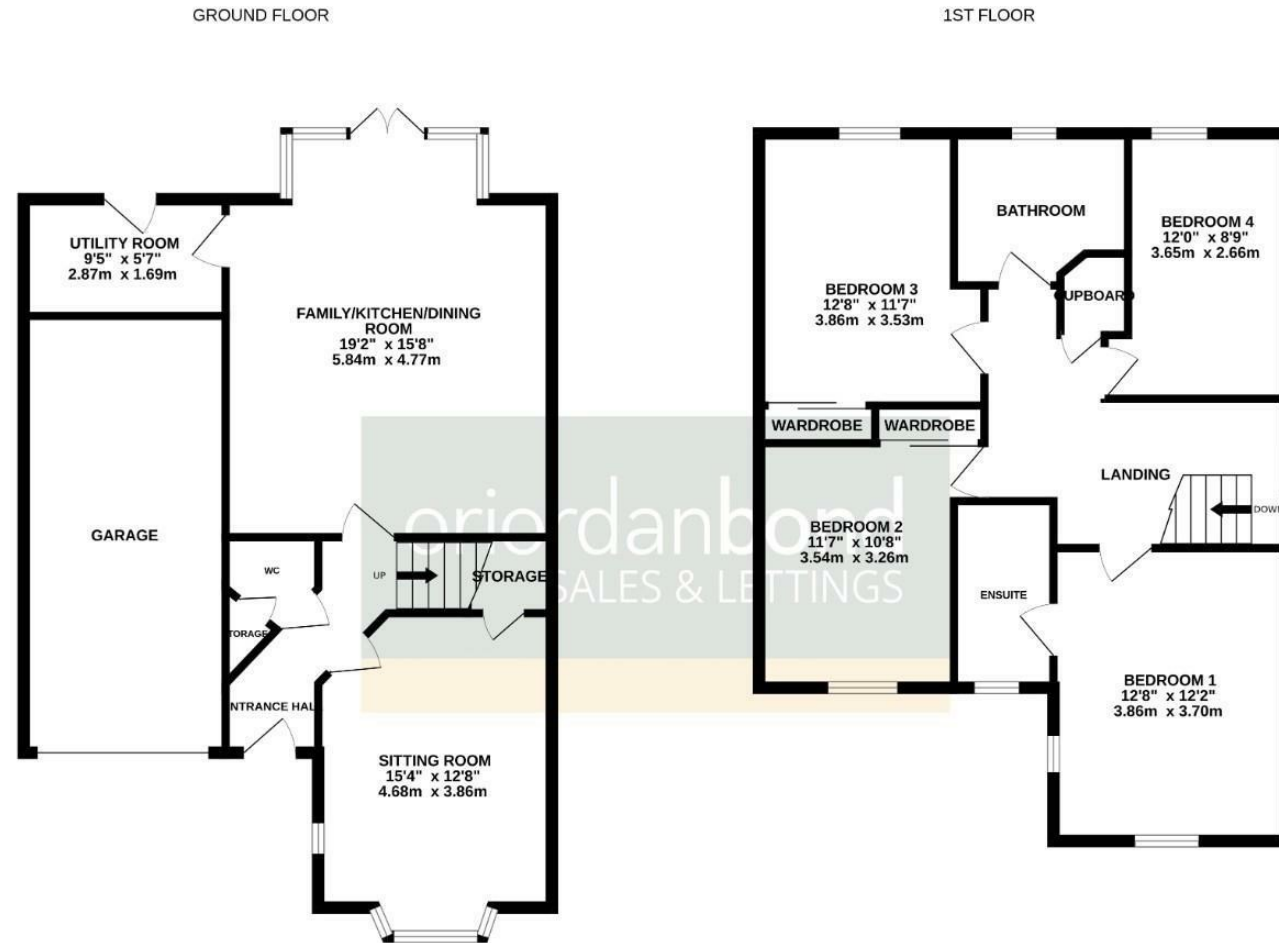 GROUND FLOOR
1ST FLOOR
UTILITY ROOM
9'5" x 5'7"
2.87m x 1.69m
FAMILY/KITCHEN/DINING
ROOM
19'2" x 15'8"
5.84m x 4.77m
GARAGE
WC
UP
STORAGE
TORAGE
NTRANCE HAL
SITTING ROOM
15'4" x 12'8"
4.68m x 3.86m
BATHROOM
BEDROOM 4
12'0" x 8'9"
3.65m x 2.66m
BEDROOM 3
12'8" x 11'7"
3.86m x 3.53m
CUPBOARD
WARDROBE
WARDROBE
LANDING
DOWN
BEDROOM 2
11'7" x 10'8"
3.54m x 3.26m
ENSUITE
BEDROOM 1
12'8" x 12'2"
3.86m x 3.70m
oriordanbond
SALES & LETTINGS